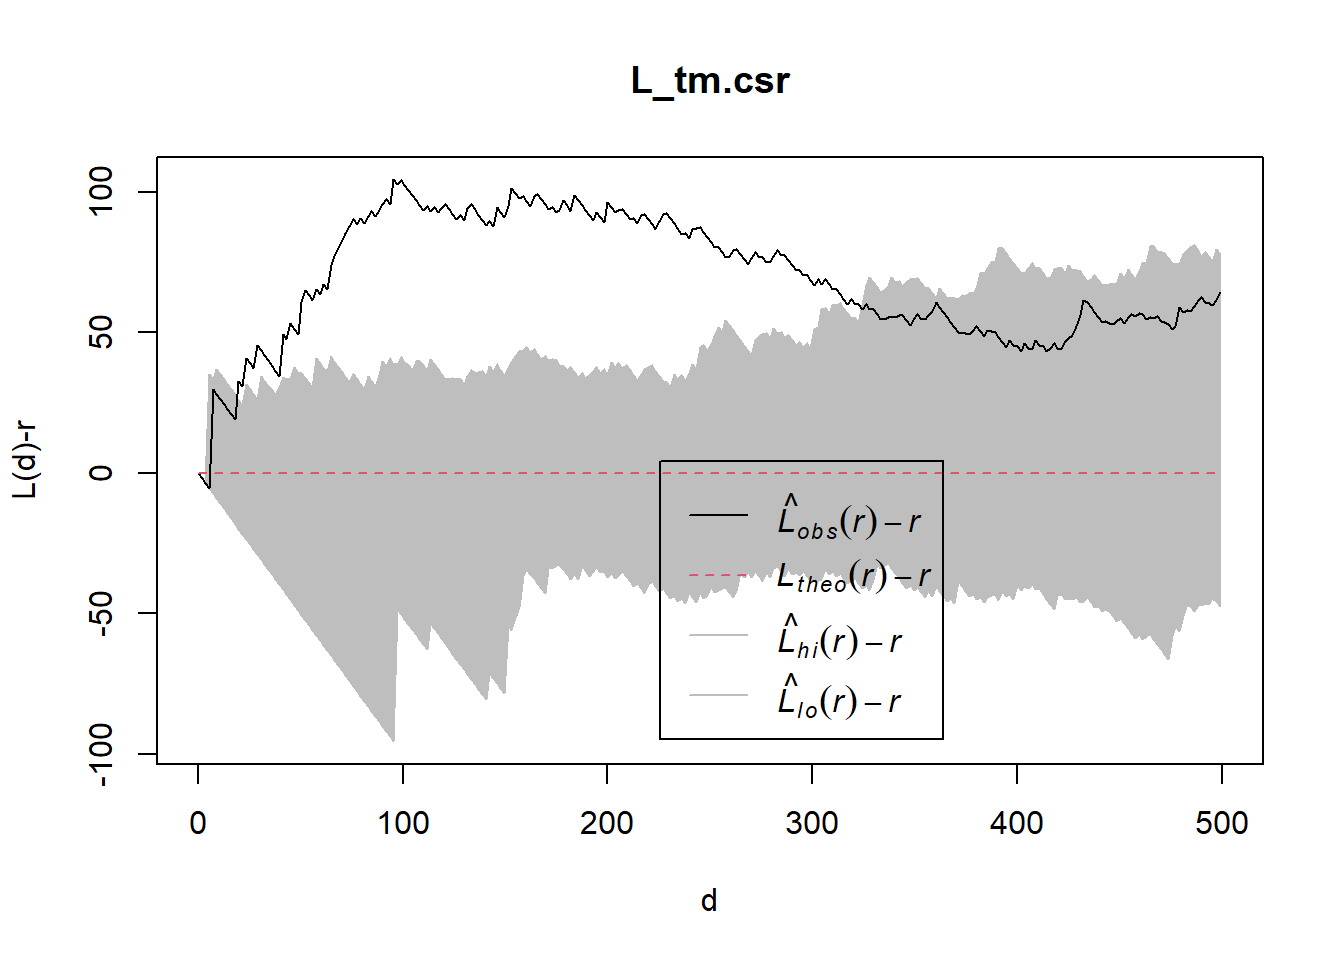 L_tm.csr
L(d)-r
100
50
0
-50
-100
L̂obs(r) – r
Ltheo(r) – r
L̂hi(r) – r
L̂lo(r) – r
0 100 200 300 400 500
d